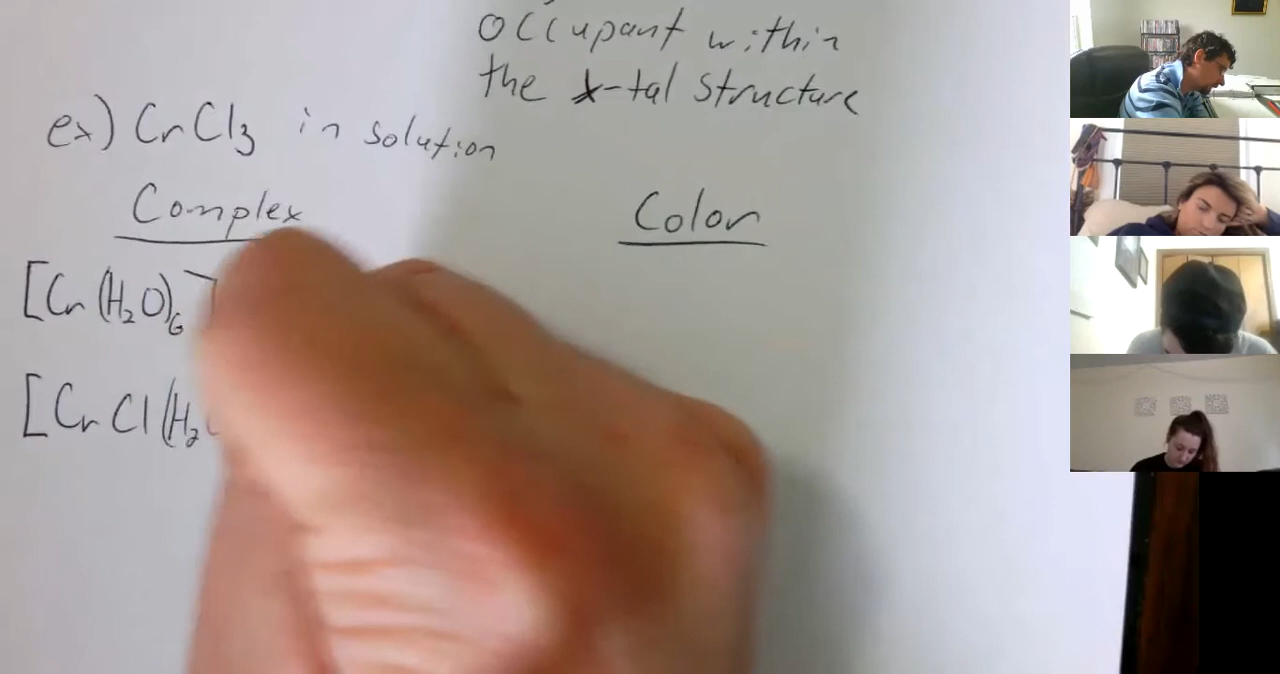 occupant within
the x-tal structure
ex) CrCl₃ in solution
Complex Color
[Cr(H₂O)₆]
[CrCl(H₂